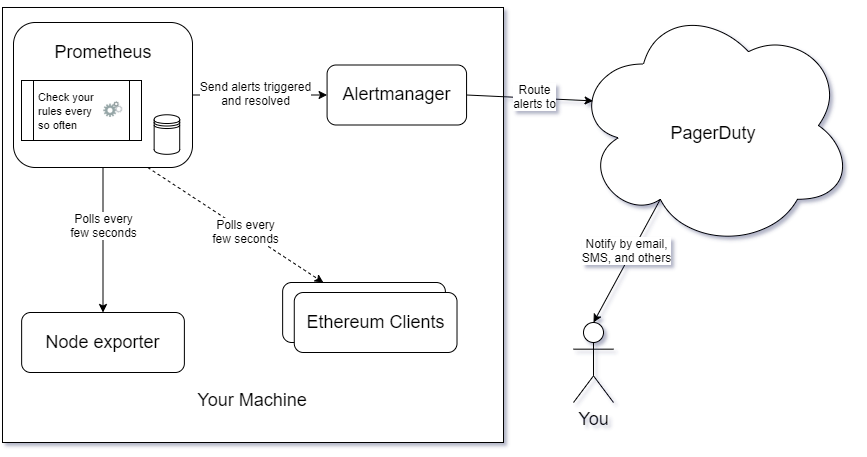 Prometheus
Check your
rules every
so often
Send alerts triggered
and resolved
Alertmanager
Route
alerts to
PagerDuty
Polls every
few seconds
Polls every
few seconds
Notify by email,
SMS, and others
Node exporter
Ethereum Clients
Your Machine
You